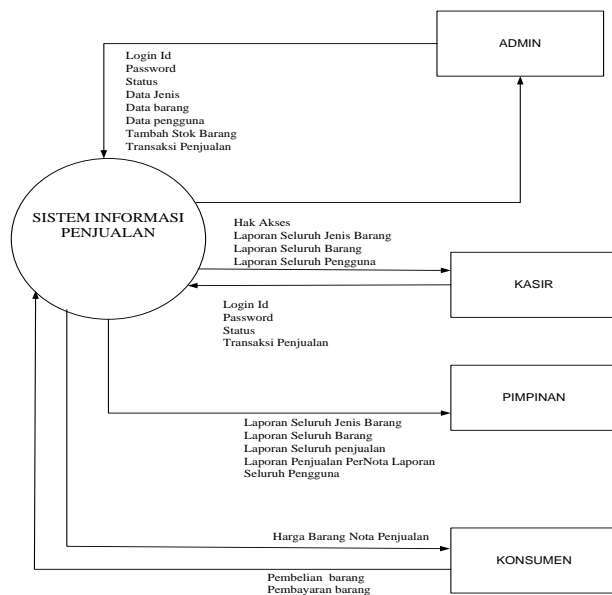 ADMIN
Login Id
Password
Status
Data Jenis
Data barang
Data pengguna
Tambah Stok Barang
Transaksi Penjualan
SISTEM INFORMASI
PENJUALAN
Hak Akses
Laporan Seluruh Jenis Barang
Laporan Seluruh Barang
Laporan Seluruh Pengguna
KASIR
Login Id
Password
Status
Transaksi Penjualan
PIMPINAN
Laporan Seluruh Jenis Barang
Laporan Seluruh Barang
Laporan Seluruh penjualan
Laporan Penjualan PerNota Laporan
Seluruh Pengguna
Harga Barang Nota Penjualan
KONSUMEN
Pembelian barang
Pembayaran barang